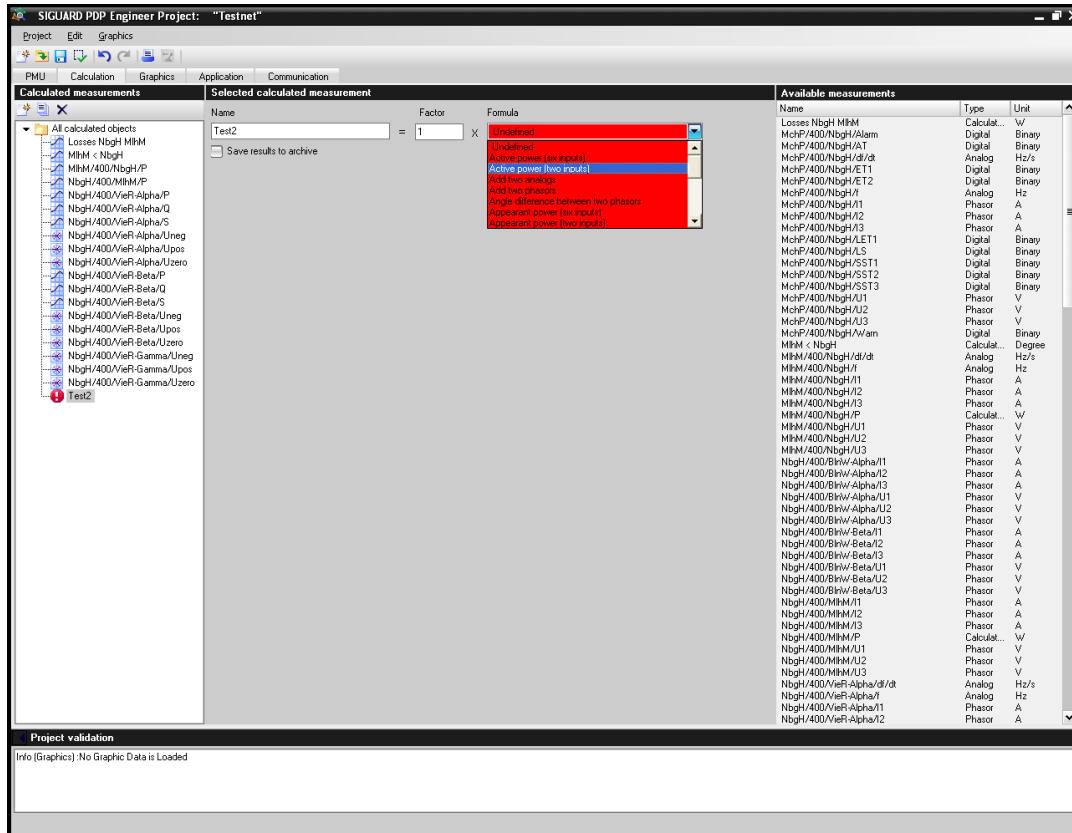 SIGUARD PDP Engineer Project: "Testnet"
Project Edit Graphics
PMU Calculation Graphics Application Communication
Calculated measurements
All calculated objects
Losses NbgH MlhM
MlhM < NbgH
MlhM/400/NbgH/P
NbgH/400/MlhM/P
NbgH/400/VieR-Alpha/P
NbgH/400/VieR-Alpha/Q
NbgH/400/VieR-Alpha/S
NbgH/400/VieR-Alpha/Uneg
NbgH/400/VieR-Alpha/Upos
NbgH/400/VieR-Alpha/Uzero
NbgH/400/VieR-Beta/P
NbgH/400/VieR-Beta/Q
NbgH/400/VieR-Beta/S
NbgH/400/VieR-Beta/Uneg
NbgH/400/VieR-Beta/Upos
NbgH/400/VieR-Beta/Uzero
NbgH/400/VieR-Gamma/Uneg
NbgH/400/VieR-Gamma/Upos
NbgH/400/VieR-Gamma/Uzero
Test2
Selected calculated measurement
Name Factor Formula
Test2 = 1 X Undefined
Save results to archive
Undefined
Active power (six inputs)
Active power (two inputs)
Add two analogs
Add two phasors
Angle difference between two phasors
Appearant power (six inputs)
Appearant power (two inputs)
Available measurements
Name Type Unit
Losses NbgH MlhM Calculat... W
MchP/400/NbgH/Alarm Digital Binary
MchP/400/NbgH/AT Digital Binary
MchP/400/NbgH/df/dt Analog Hz/s
MchP/400/NbgH/ET1 Digital Binary
MchP/400/NbgH/ET2 Digital Binary
MchP/400/NbgH/f Analog Hz
MchP/400/NbgH/I1 Phasor A
MchP/400/NbgH/I2 Phasor A
MchP/400/NbgH/I3 Phasor A
MchP/400/NbgH/LET1 Digital Binary
MchP/400/NbgH/LS Digital Binary
MchP/400/NbgH/SST1 Digital Binary
MchP/400/NbgH/SST2 Digital Binary
MchP/400/NbgH/SST3 Digital Binary
MchP/400/NbgH/U1 Phasor V
MchP/400/NbgH/U2 Phasor V
MchP/400/NbgH/U3 Phasor V
MchP/400/NbgH/Warn Digital Binary
MlhM < NbgH Calculat... Degree
MlhM/400/NbgH/df/dt Analog Hz/s
MlhM/400/NbgH/f Analog Hz
MlhM/400/NbgH/I1 Phasor A
MlhM/400/NbgH/I2 Phasor A
MlhM/400/NbgH/I3 Phasor A
MlhM/400/NbgH/P Calculat... W
MlhM/400/NbgH/U1 Phasor V
MlhM/400/NbgH/U2 Phasor V
MlhM/400/NbgH/U3 Phasor V
NbgH/400/BlnW-Alpha/I1 Phasor A
NbgH/400/BlnW-Alpha/I2 Phasor A
NbgH/400/BlnW-Alpha/I3 Phasor A
NbgH/400/BlnW-Alpha/U1 Phasor V
NbgH/400/BlnW-Alpha/U2 Phasor V
NbgH/400/BlnW-Alpha/U3 Phasor V
NbgH/400/BlnW-Beta/I1 Phasor A
NbgH/400/BlnW-Beta/I2 Phasor A
NbgH/400/BlnW-Beta/I3 Phasor A
NbgH/400/BlnW-Beta/U1 Phasor V
NbgH/400/BlnW-Beta/U2 Phasor V
NbgH/400/BlnW-Beta/U3 Phasor V
NbgH/400/MlhM/I1 Phasor A
NbgH/400/MlhM/I2 Phasor A
NbgH/400/MlhM/I3 Phasor A
NbgH/400/MlhM/P Calculat... W
NbgH/400/MlhM/U1 Phasor V
NbgH/400/MlhM/U2 Phasor V
NbgH/400/MlhM/U3 Phasor V
NbgH/400/VieR-Alpha/df/dt Analog Hz/s
NbgH/400/VieR-Alpha/f Analog Hz
NbgH/400/VieR-Alpha/I1 Phasor A
NbgH/400/VieR-Alpha/I2 Phasor A
Project validation
Info (Graphics) :No Graphic Data is Loaded